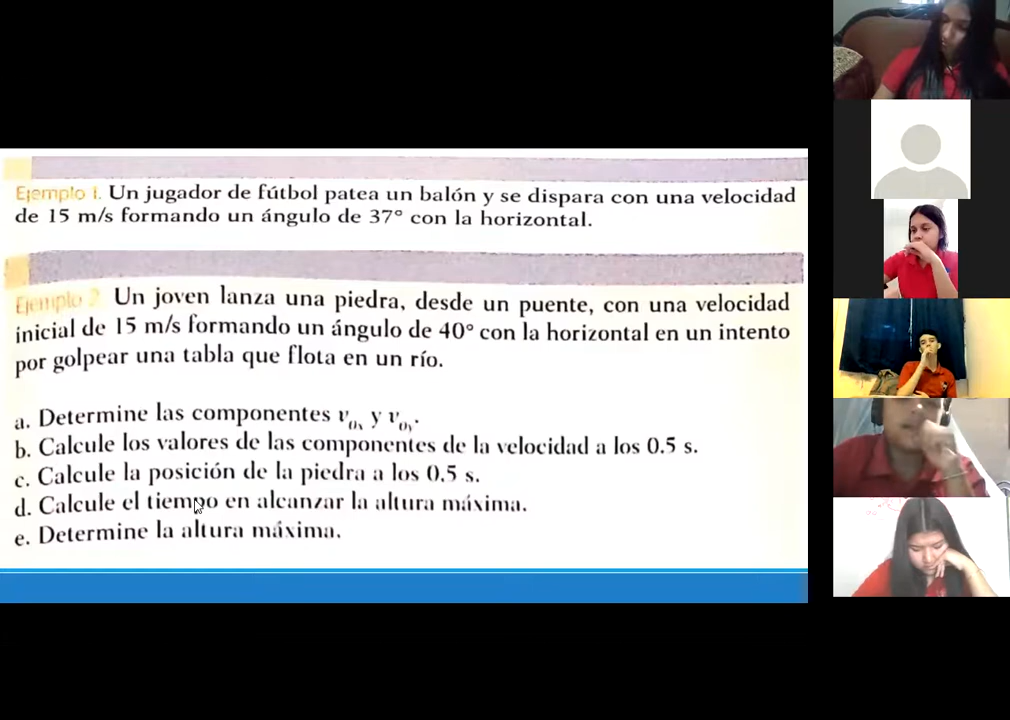 Ejemplo 1. Un jugador de fútbol patea un balón y se dispara con una velocidad
de 15 m/s formando un ángulo de 37° con la horizontal.
Ejemplo 2 Un joven lanza una piedra, desde un puente, con una velocidad
inicial de 15 m/s formando un ángulo de 40° con la horizontal en un intento
por golpear una tabla que flota en un río.
a. Determine las componentes v₀ₓ y v₀ᵧ.
b. Calcule los valores de las componentes de la velocidad a los 0.5 s.
c. Calcule la posición de la piedra a los 0.5 s.
d. Calcule el tiempo en alcanzar la altura máxima.
e. Determine la altura máxima.